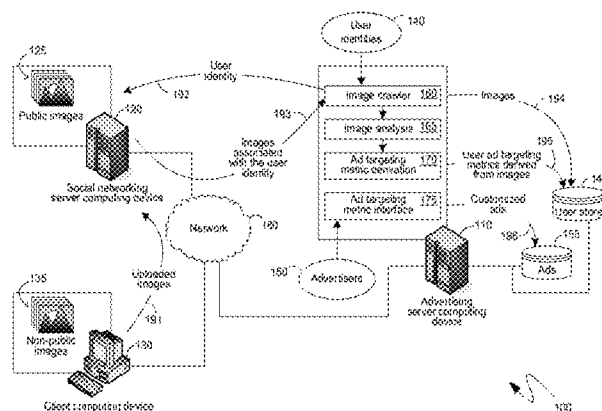 User
identities
140
125
Public images
120
User
identity
192
193
Image crawler 160
Images
194
Image analysis 165
Images
associated
with the user
identity
Ad targeting
metric derivation 170
User ad targeting
metrics derived
from images
195
Social networking
server computing device
Ad targeting
metric interface 175
Customized
ads
User store
Network
110
196
Ads
135
Uploaded
images
191
Advertisers
150
Advertising
server computing
device
Non-public
images
130
Client computing device
100